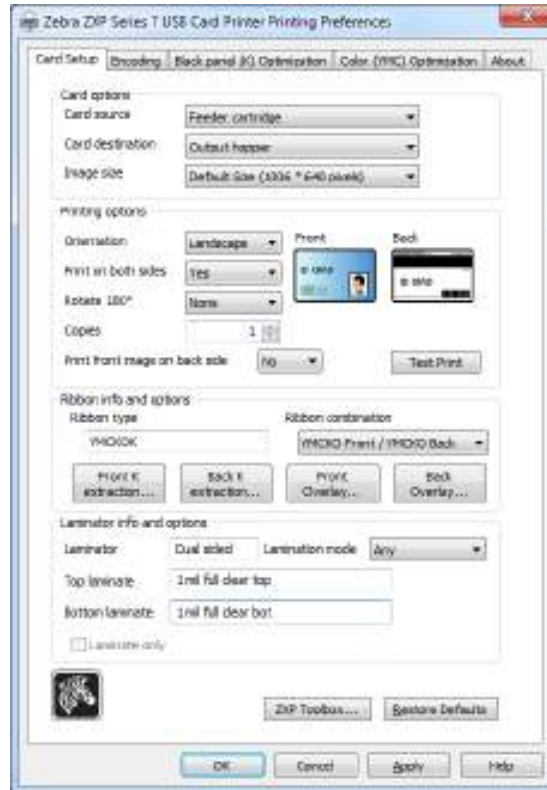 Zebra ZXP Series 7 USB Card Printer Printing Preferences
Card Setup Encoding Black panel (K) Optimization Color (YMC) Optimization About
Card options
Card source Feeder cartridge
Card destination Output hopper
Image size Default Size (1006 * 640 pixels)
Printing options
Orientation Landscape Front Back
Print on both sides Yes
ID CARD
Rotate 180° None
Copies 1
Print front image on back side No Test Print
Ribbon info and options
Ribbon type Ribbon combination
YMCKOK YMCKO Front / YMCKO Back
Front K extraction... Back K extraction... Front Overlay... Back Overlay...
Laminator info and options
Laminator Dual sided Lamination mode Any
Top laminate 1mil full clear top
Bottom laminate 1mil full clear bot
Laminate only
ZXP Toolbox... Restore Defaults
OK Cancel Apply Help